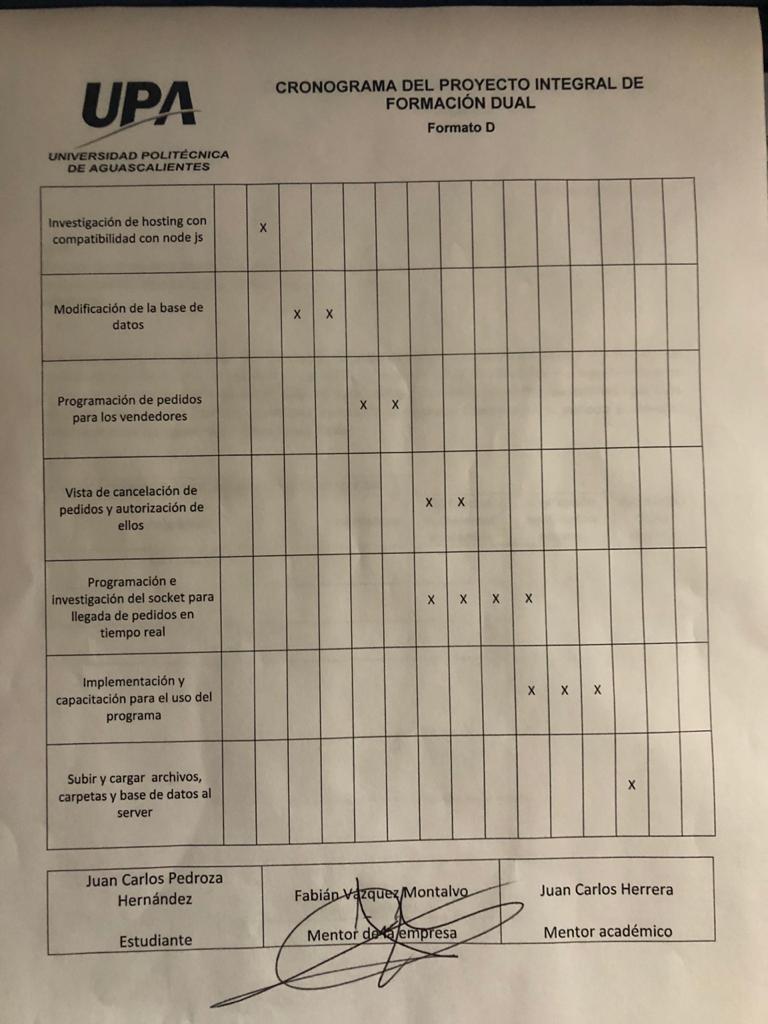 UPA
UNIVERSIDAD POLITÉCNICA
DE AGUASCALIENTES
CRONOGRAMA DEL PROYECTO INTEGRAL DE
FORMACIÓN DUAL
Formato D
Investigación de hosting con
compatibilidad con node js
X
Modificación de la base de
datos
X X
Programación de pedidos
para los vendedores
X X
Vista de cancelación de
pedidos y autorización de
ellos
X X
Programación e
investigación del socket para
llegada de pedidos en
tiempo real
X X X X
Implementación y
capacitación para el uso del
programa
X X X
Subir y cargar archivos,
carpetas y base de datos al
server
X
Juan Carlos Pedroza
Hernández
Estudiante
Fabián Vázquez Montalvo
Mentor de la empresa
Juan Carlos Herrera
Mentor académico